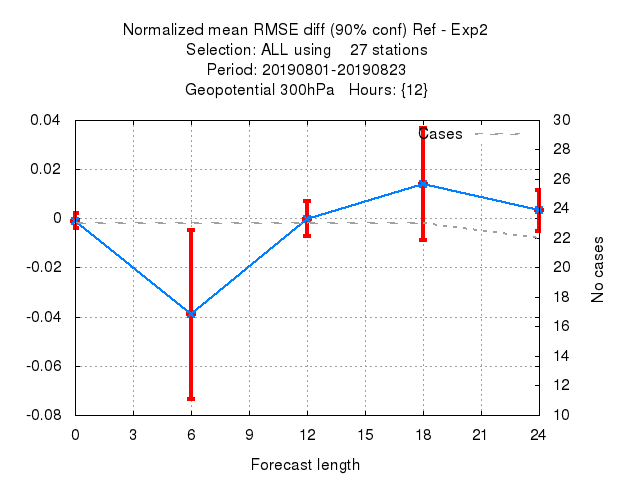 Normalized mean RMSE diff (90% conf) Ref - Exp2
Selection: ALL using    27 stations
Period: 20190801-20190823
Geopotential 300hPa   Hours: {12}
Cases
0.04
0.02
0
-0.02
-0.04
-0.06
-0.08
30
28
26
24
22
20
18
16
14
12
10
No cases
0 3 6 9 12 15 18 21 24
Forecast length